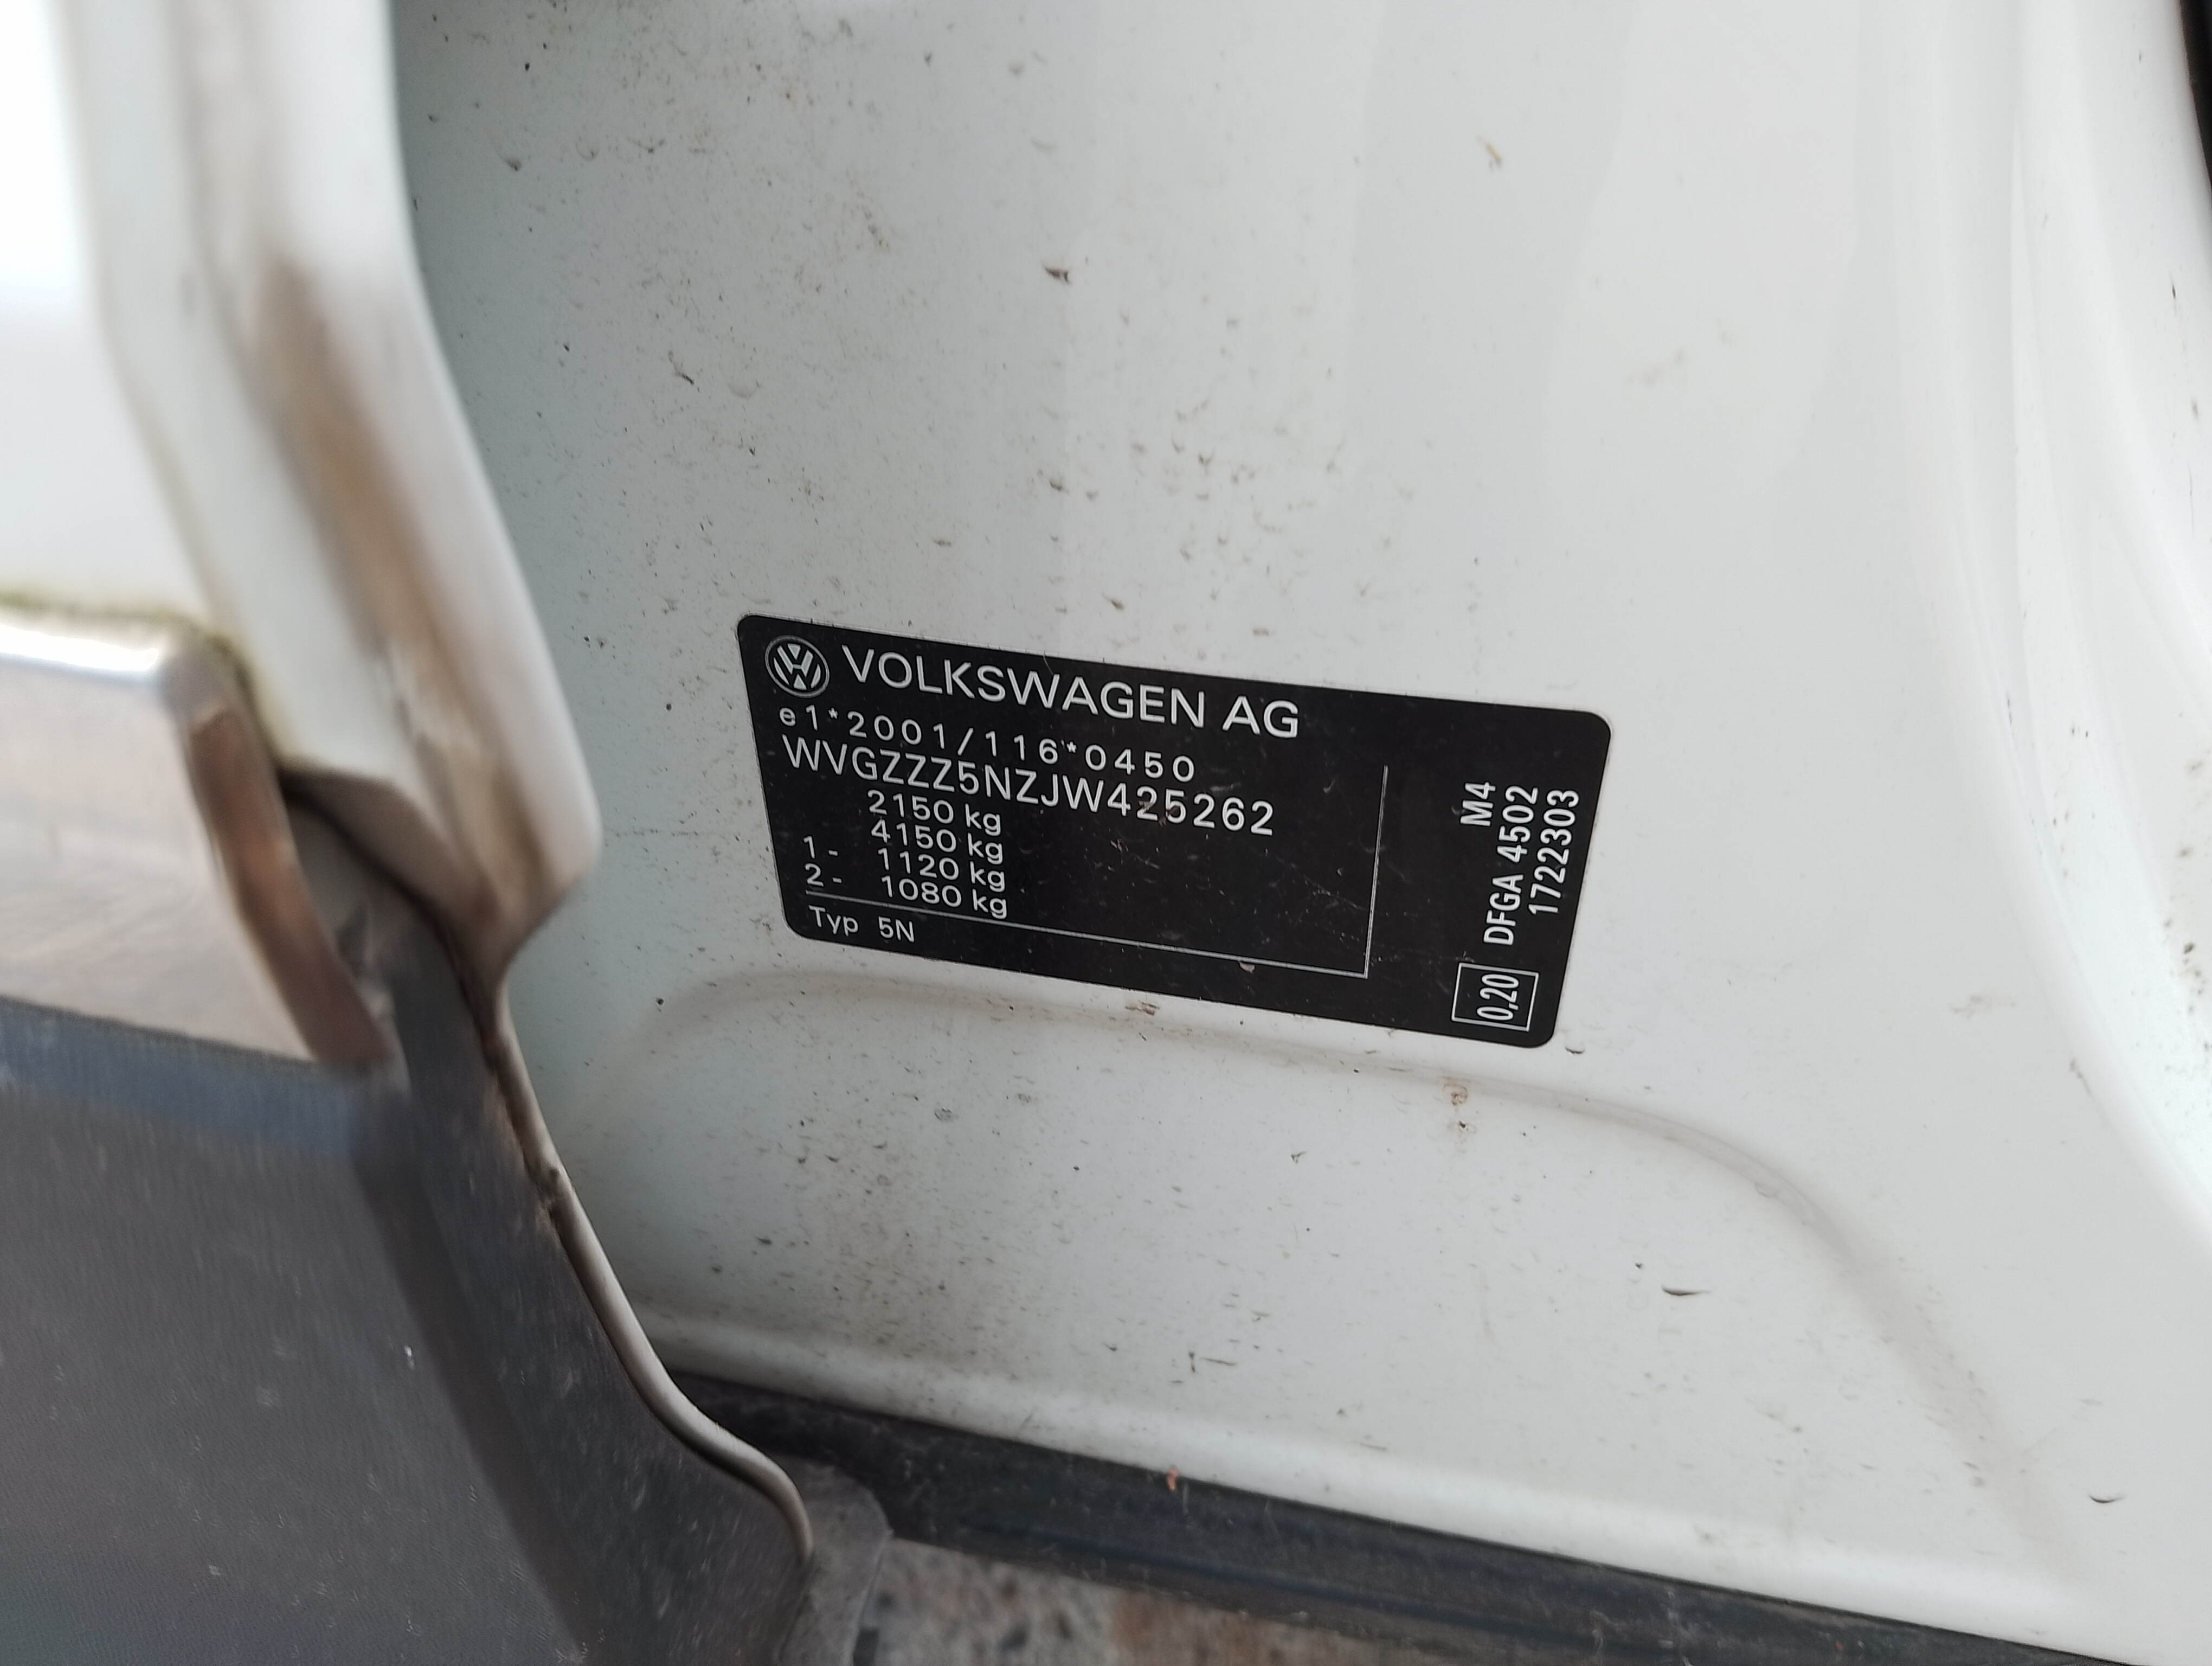 VOLKSWAGEN AG
e1*2001/116*0450
WVGZZZ5NZJW425262
2150 kg
4150 kg
1- 1120 kg
2- 1080 kg
Typ 5N
M4
DFGA 4502
1722303
0,20